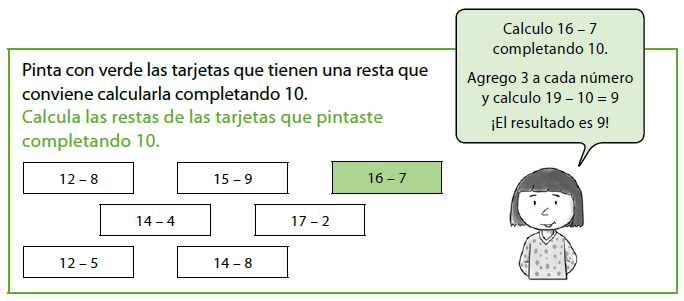 Calculo 16 – 7
completando 10.
Agrego 3 a cada número
y calculo 19 – 10 = 9
¡El resultado es 9!
Pinta con verde las tarjetas que tienen una resta que
conviene calcularla completando 10.
Calcula las restas de las tarjetas que pintaste
completando 10.
12 – 8
15 – 9
16 – 7
14 – 4
17 – 2
12 – 5
14 – 8